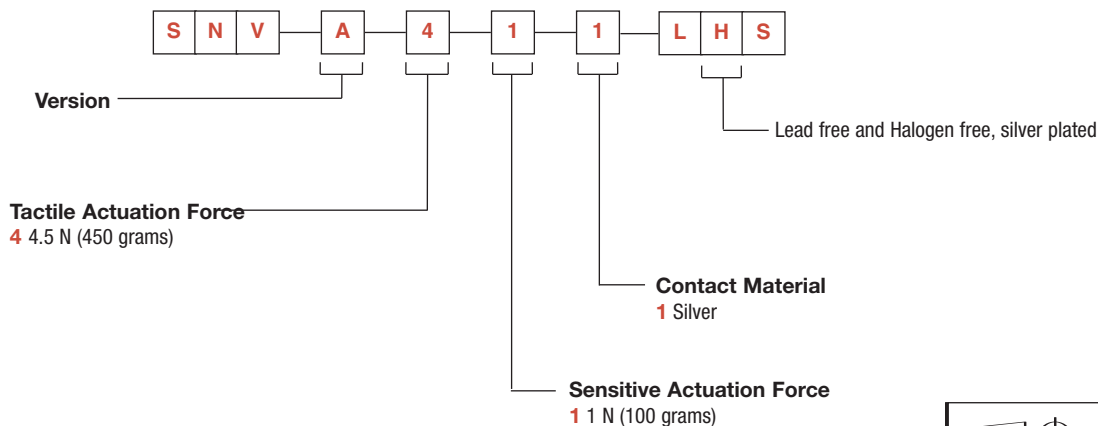 S N V A 4 1 1 L H S
Version
Lead free and Halogen free, silver plated
Tactile Actuation Force
4 4.5 N (450 grams)
Contact Material
1 Silver
Sensitive Actuation Force
1 1 N (100 grams)